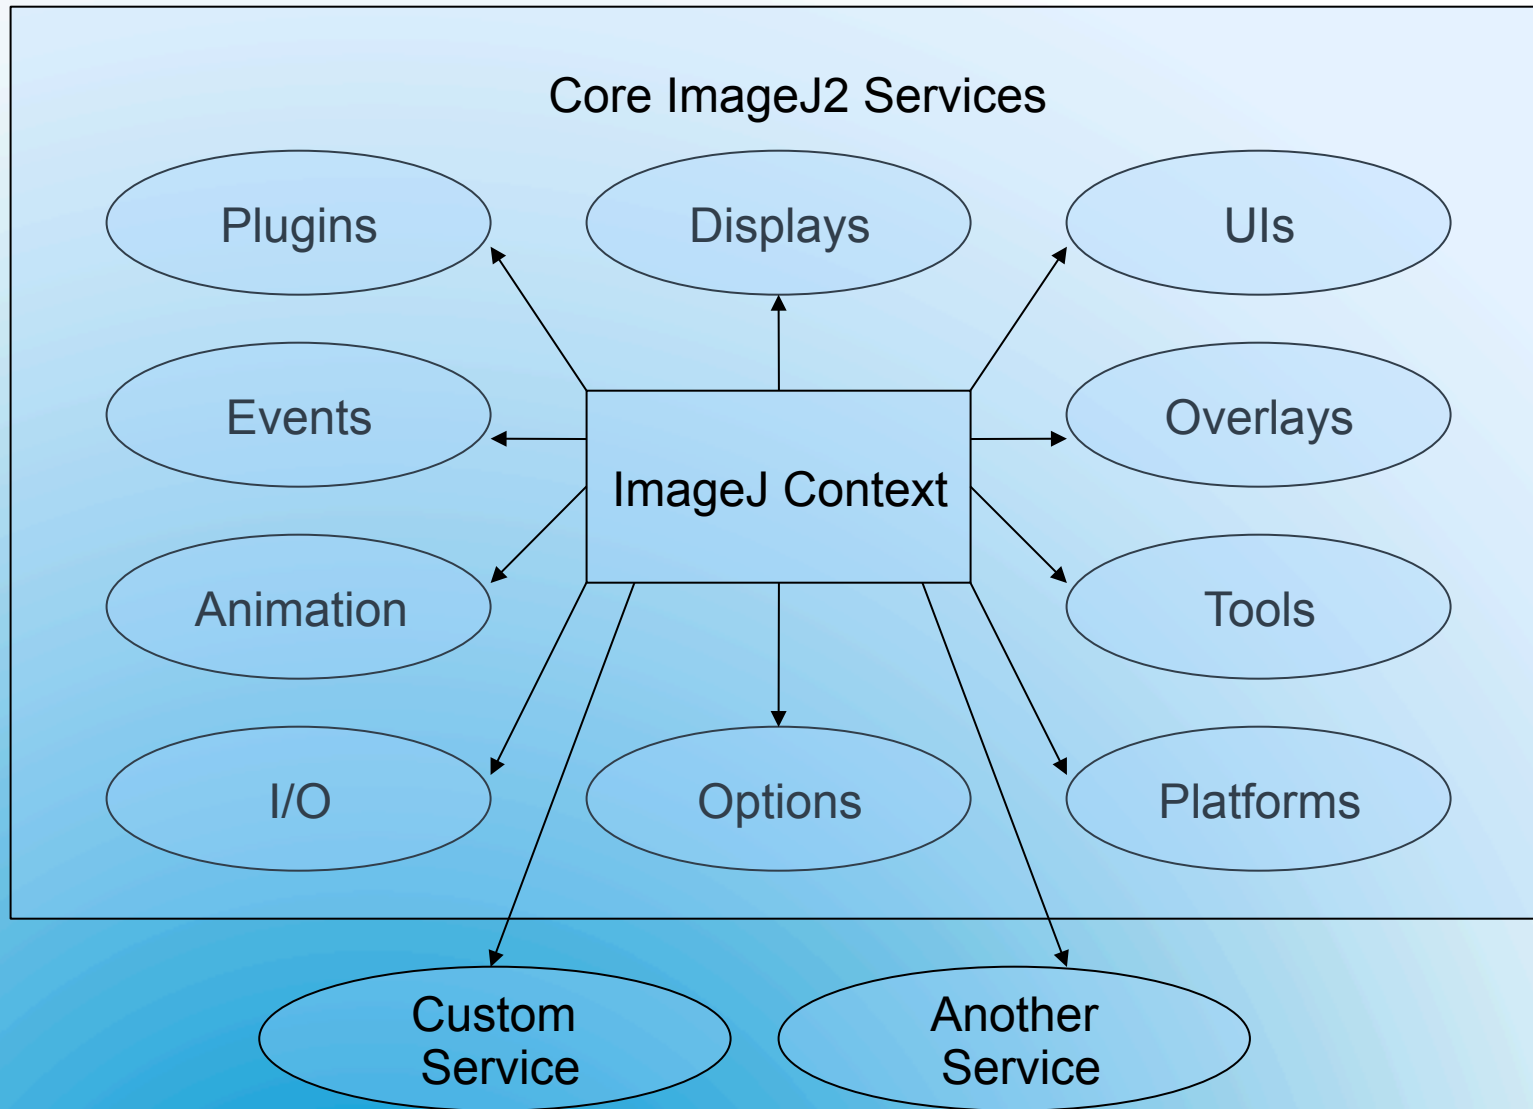 Core ImageJ2 Services
Plugins
Displays
UIs
Events
Overlays
ImageJ Context
Animation
Tools
I/O
Options
Platforms
Custom
Service
Another
Service